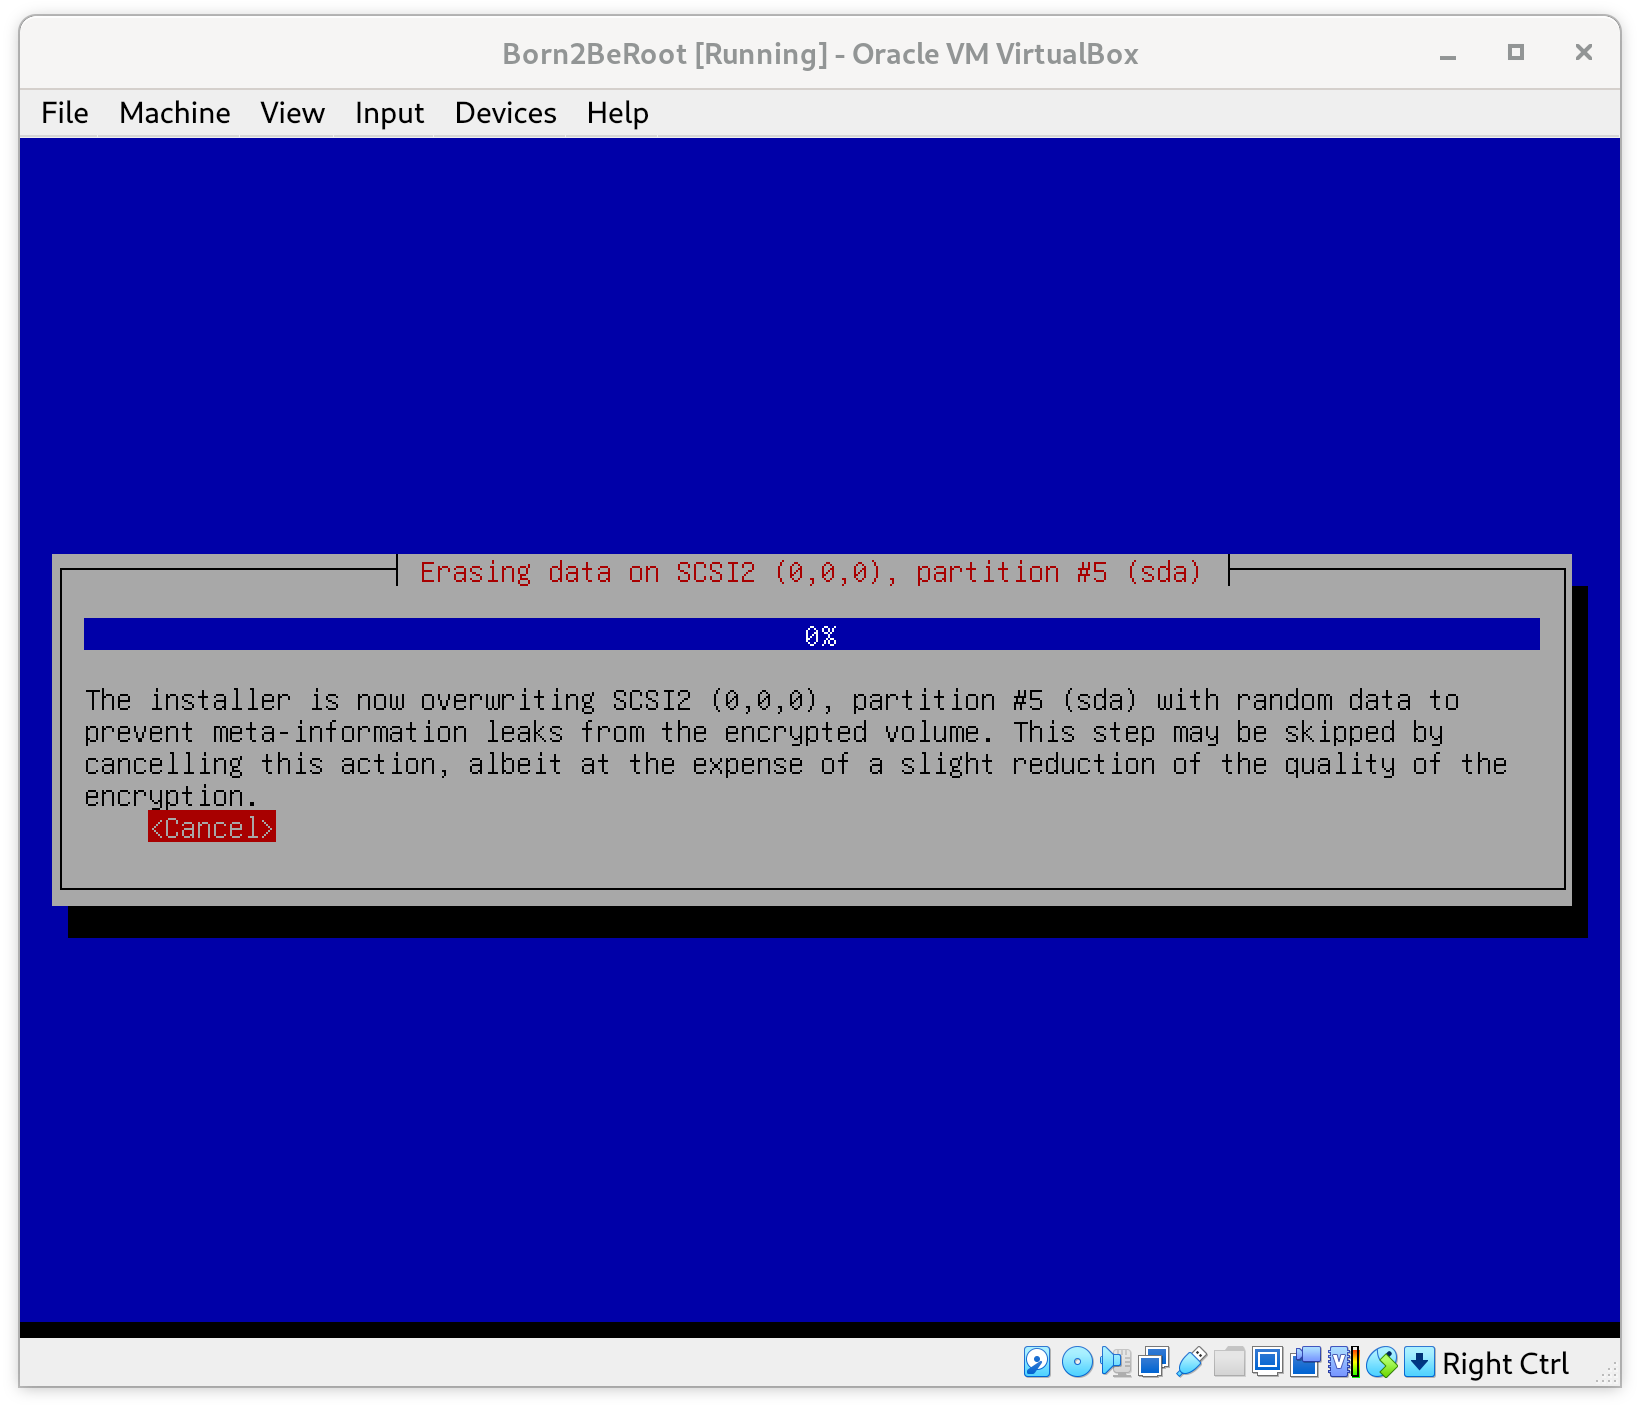 Born2BeRoot [Running] - Oracle VM VirtualBox
File Machine View Input Devices Help
Erasing data on SCSI2 (0,0,0), partition #5 (sda)
0%
The installer is now overwriting SCSI2 (0,0,0), partition #5 (sda) with random data to
prevent meta-information leaks from the encrypted volume. This step may be skipped by
cancelling this action, albeit at the expense of a slight reduction of the quality of the
encryption.
<Cancel>
Right Ctrl